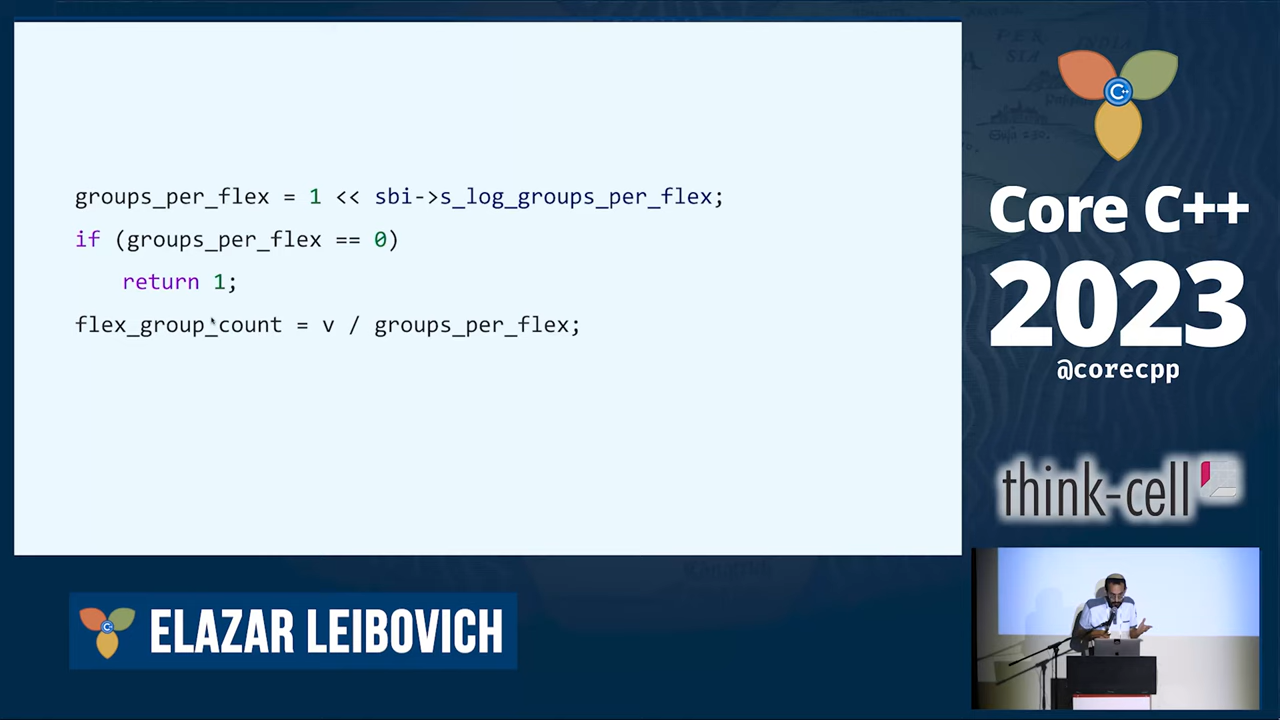 groups_per_flex = 1 << sbi->s_log_groups_per_flex;
if (groups_per_flex == 0)
return 1;
flex_group_count = v / groups_per_flex;
C++
Core C++
2023
@corecpp
think-cell
C++
ELAZAR LEIBOVICH